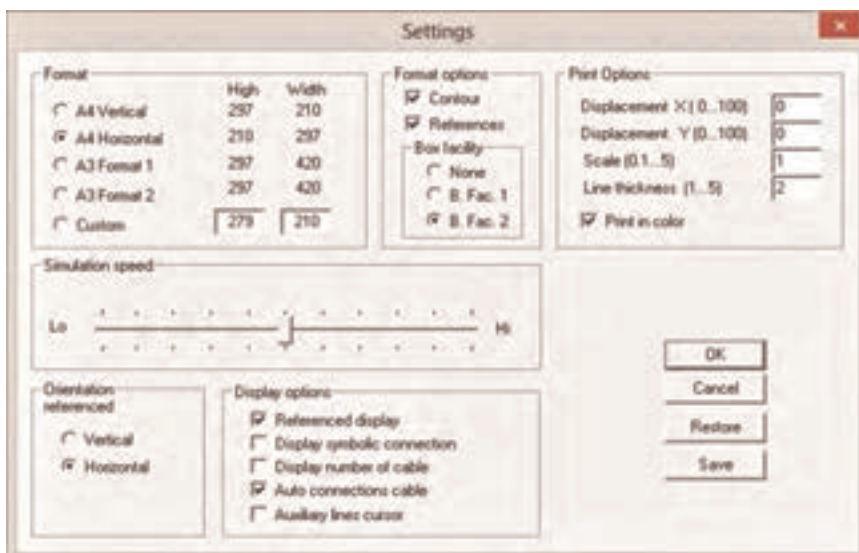 Settings
Format
High Width
A4 Vertical 297 210
A4 Horizontal 210 297
A3 Format 1 297 420
A3 Format 2 297 420
Custom 279 210
Format options
Contour
References
Box facility
None
B. Fac. 1
B. Fac. 2
Print Options
Displacement X( 0...100) 0
Displacement Y (0...100) 0
Scale (0.1...5) 1
Line thickness (1...5) 2
Print in color
Simulation speed
Lo Hi
Orientation
referenced
Vertical
Horizontal
Display options
Referenced display
Display symbolic connection
Display number of cable
Auto connections cable
Auxiliary lines cursor
OK
Cancel
Restore
Save